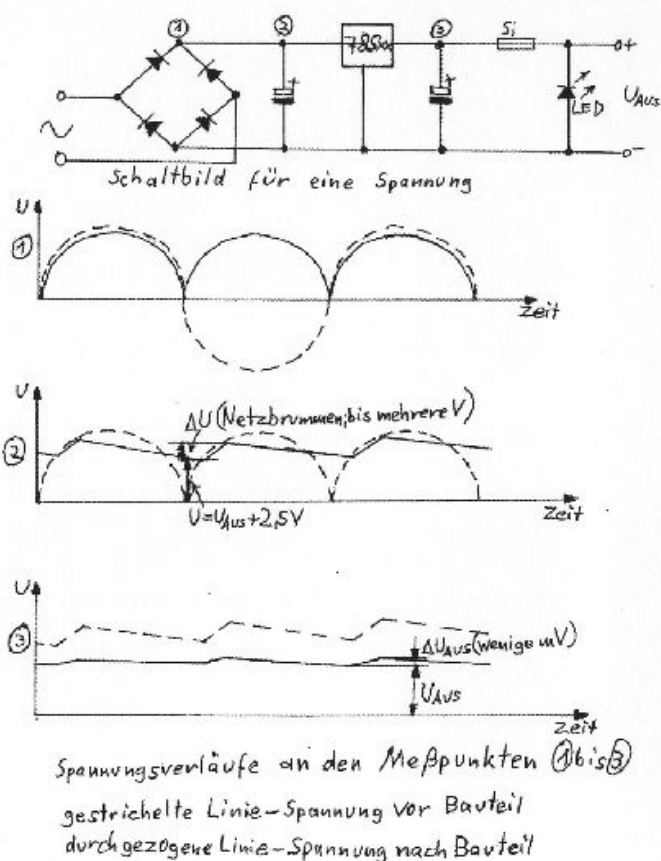 ① ② 78Sxx ③ Si
+
+
+
LED
U_Aus
-
~
Schaltbild für eine Spannung
U
①
Zeit
U
ΔU (Netzbrummen; bis mehrere V)
②
U=U_Aus+2,5V
Zeit
U
③
ΔU_Aus (wenige mV)
U_Aus
Zeit
Spannungsverläufe an den Meßpunkten ① bis ③
gestrichelte Linie-Spannung vor Bauteil
durchgezogene Linie-Spannung nach Bauteil